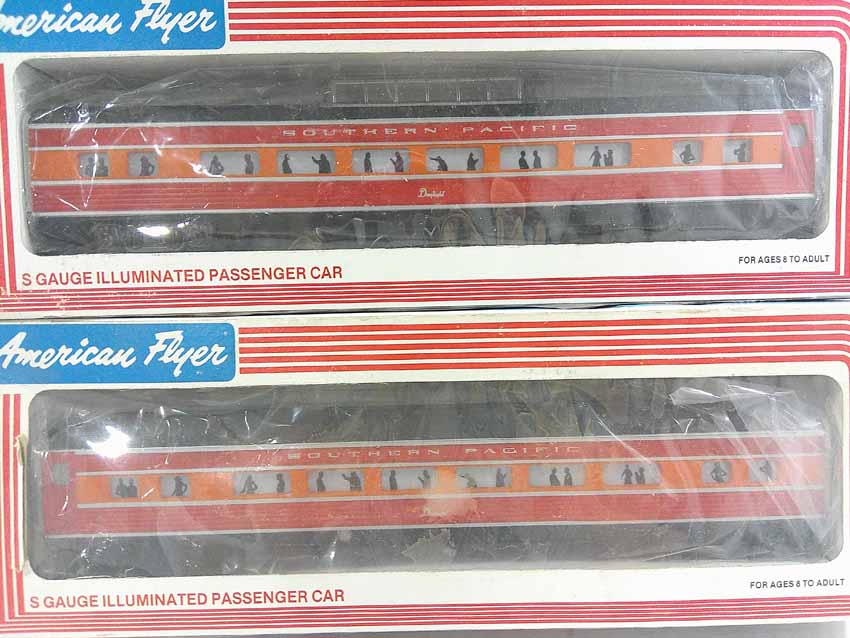 American Flyer
SOUTHERN · PACIFIC
Daylight
FOR AGES 8 TO ADULT
S GAUGE ILLUMINATED PASSENGER CAR
American Flyer
SOUTHERN PACIFIC
FOR AGES 8 TO ADULT
S GAUGE ILLUMINATED PASSENGER CAR